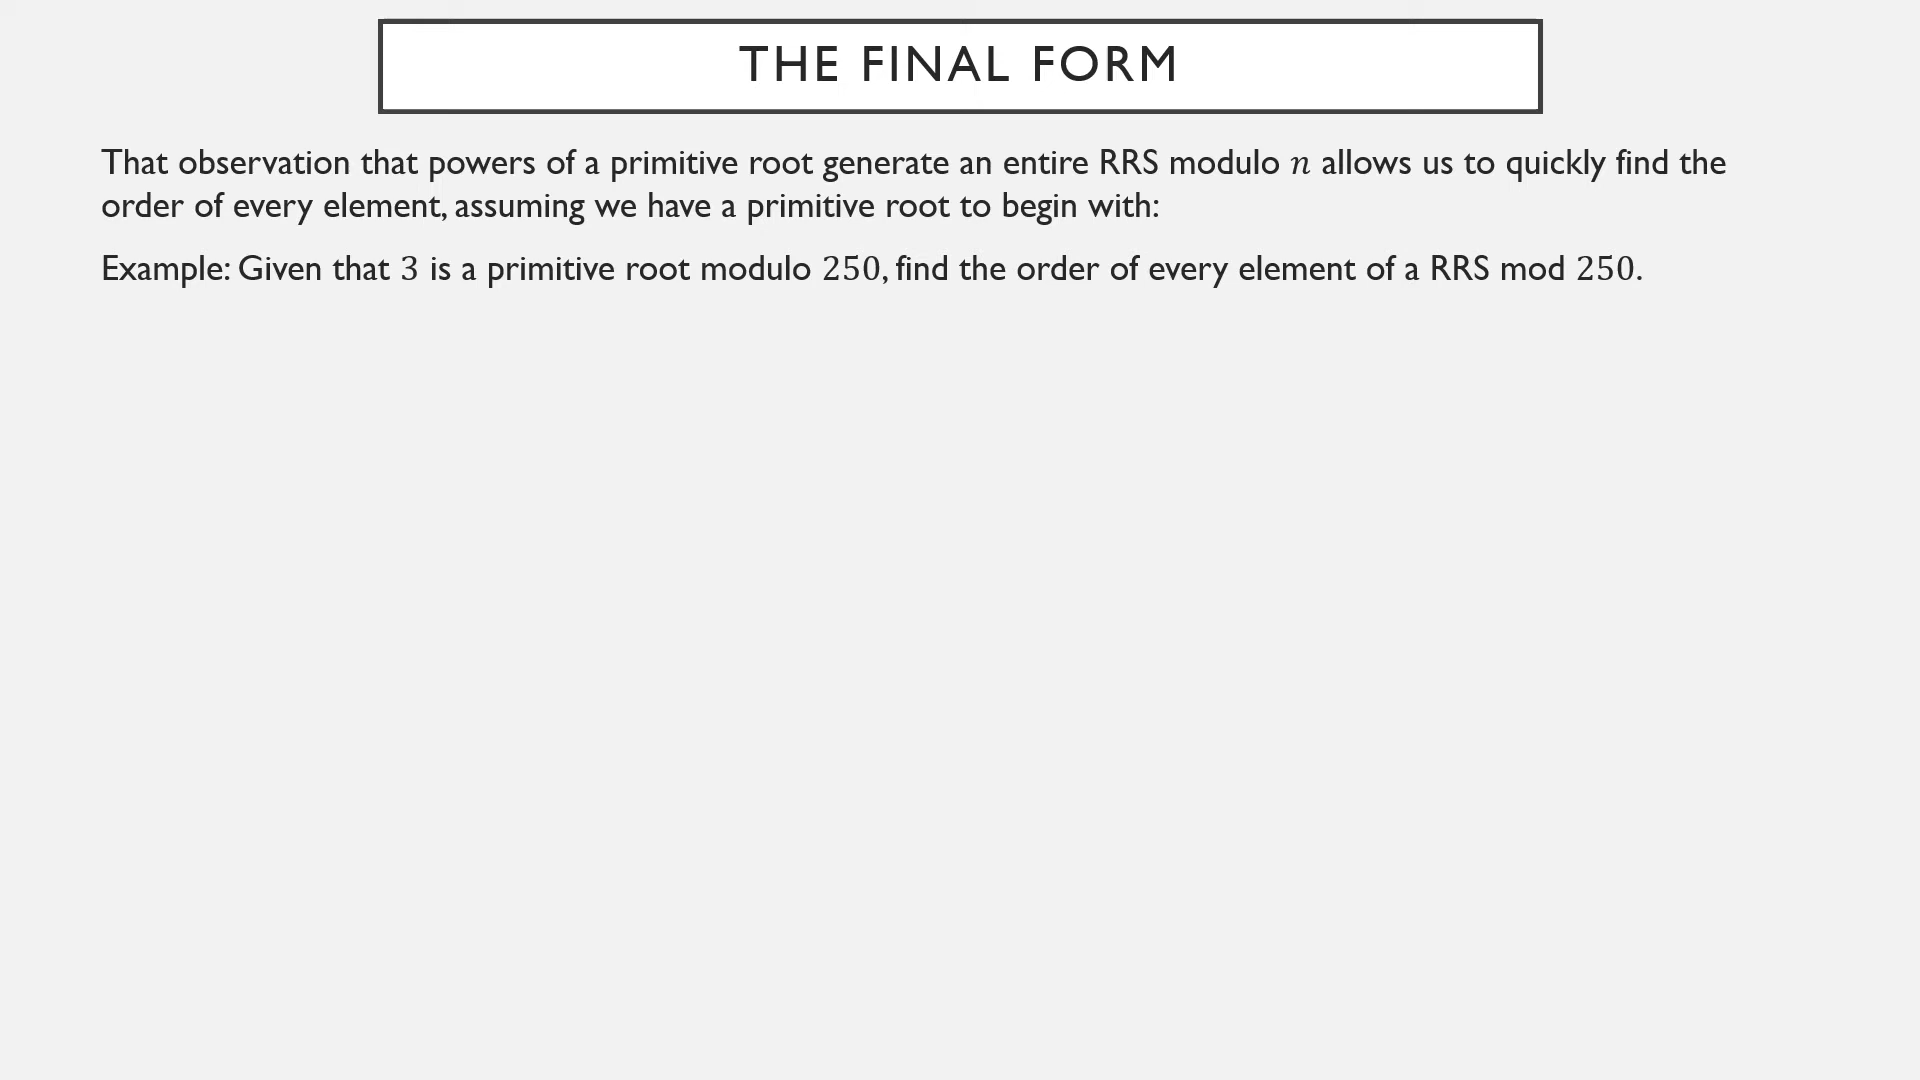 THE FINAL FORM
That observation that powers of a primitive root generate an entire RRS modulo n allows us to quickly find the
order of every element, assuming we have a primitive root to begin with:
Example: Given that 3 is a primitive root modulo 250, find the order of every element of a RRS mod 250.